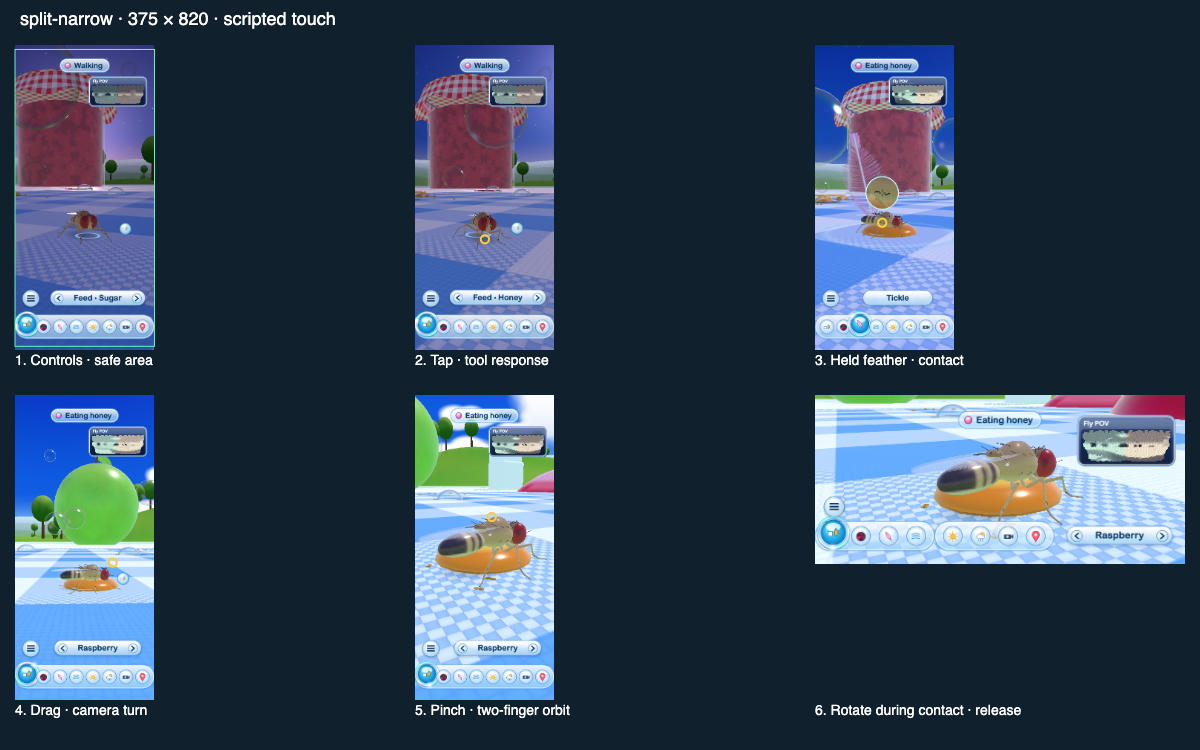 split-narrow · 375 × 820 · scripted touch
Walking
Fly POV
Feed · Sugar
1. Controls · safe area
Walking
Fly POV
Feed · Honey
2. Tap · tool response
Eating honey
Fly POV
Tickle
3. Held feather · contact
Eating honey
Fly POV
Raspberry
4. Drag · camera turn
Eating honey
Fly POV
Raspberry
5. Pinch · two-finger orbit
Eating honey
Fly POV
Raspberry
6. Rotate during contact · release